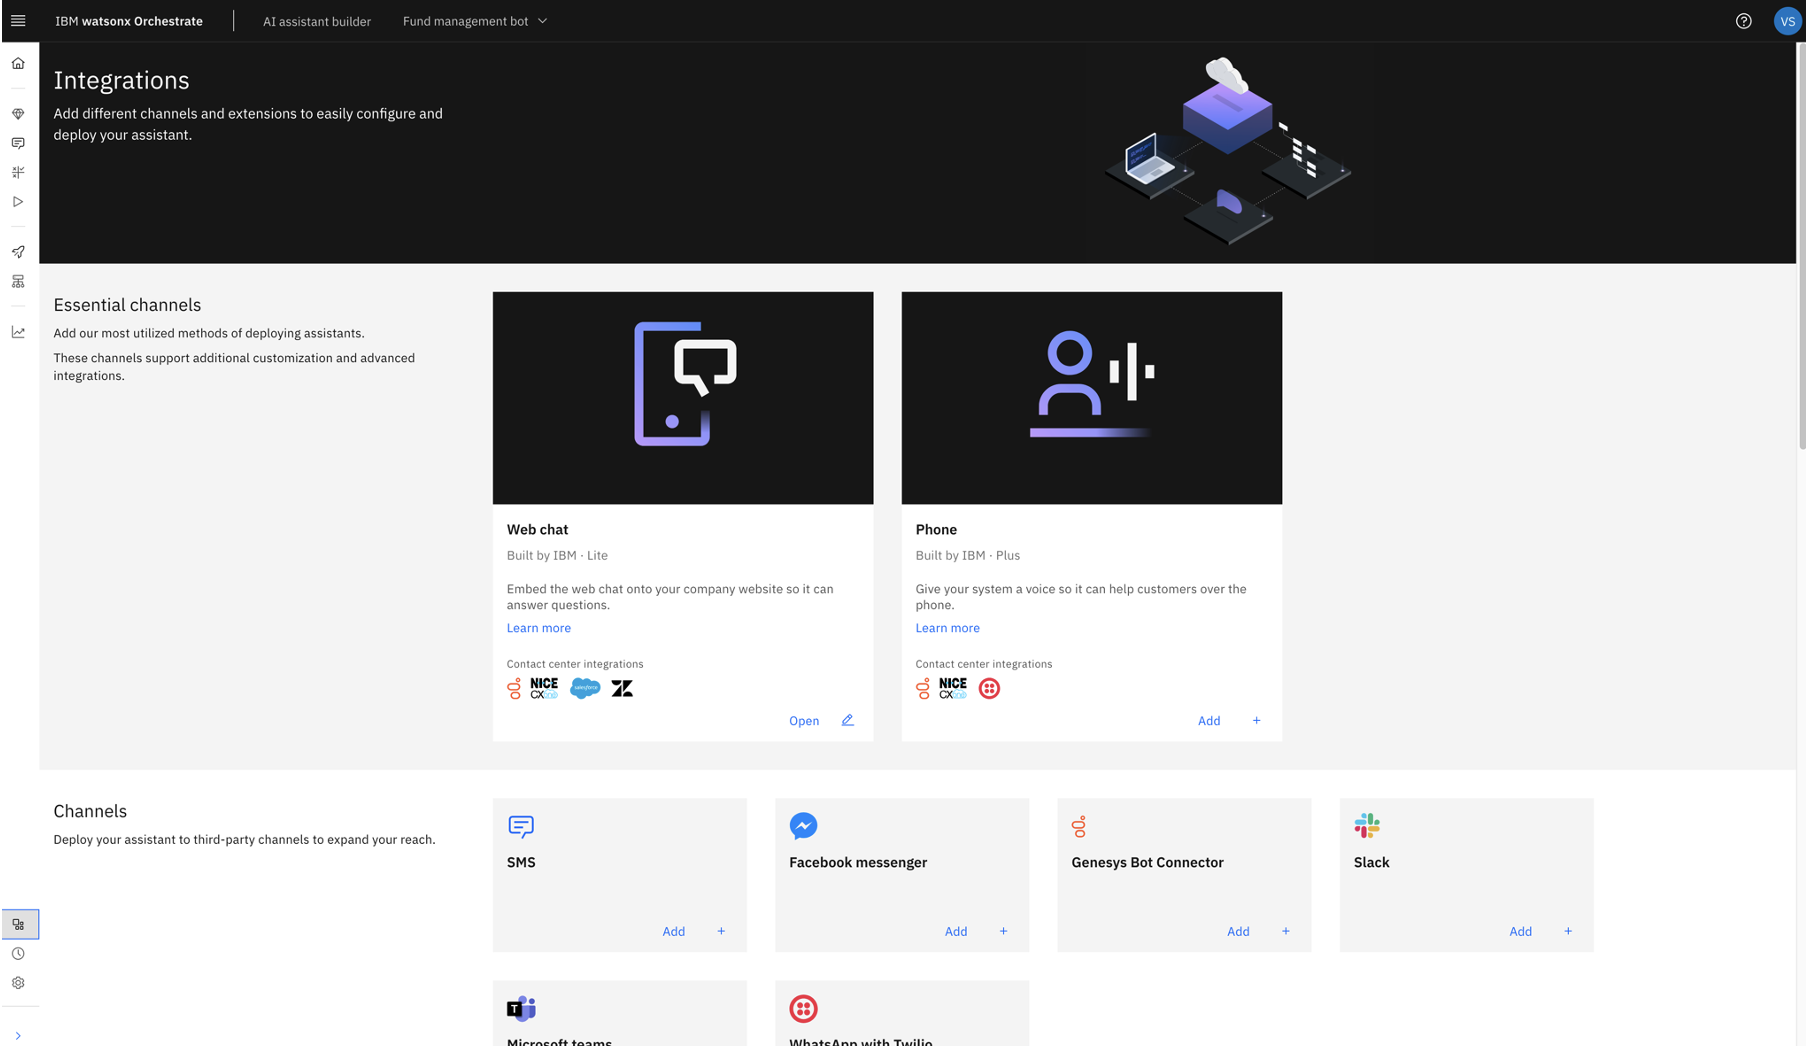 IBM watsonx Orchestrate
AI assistant builder
Fund management bot
VS
Integrations
Add different channels and extensions to easily configure and
deploy your assistant.
Essential channels
Add our most utilized methods of deploying assistants.
These channels support additional customization and advanced
integrations.
Web chat
Built by IBM · Lite
Embed the web chat onto your company website so it can
answer questions.
Learn more
Contact center integrations
NICE
CXone
salesforce
Open
Phone
Built by IBM · Plus
Give your system a voice so it can help customers over the
phone.
Learn more
Contact center integrations
NICE
CXone
Add +
Channels
Deploy your assistant to third-party channels to expand your reach.
SMS
Add +
Facebook messenger
Add +
Genesys Bot Connector
Add +
Slack
Add +
T
Microsoft teams
WhatsApp with Twilio